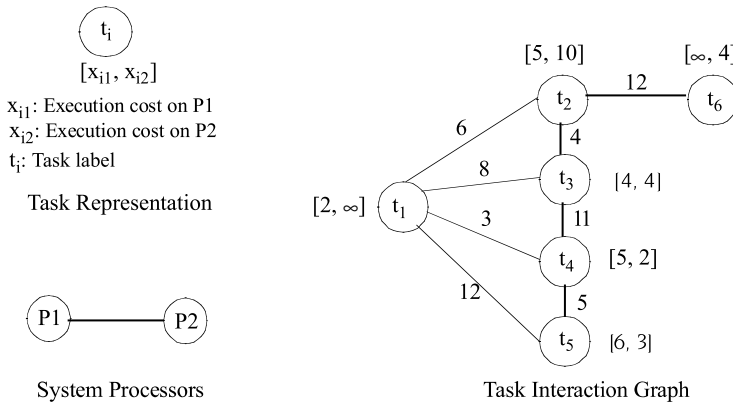 t_i
[x_i1, x_i2]
x_i1: Execution cost on P1
x_i2: Execution cost on P2
t_i: Task label
Task Representation
P1
P2
System Processors
[5, 10]
[∞, 4]
t_2
12
t_6
6
4
8
t_3
[4, 4]
[2, ∞]
t_1
3
11
t_4
[5, 2]
12
5
t_5
[6, 3]
Task Interaction Graph